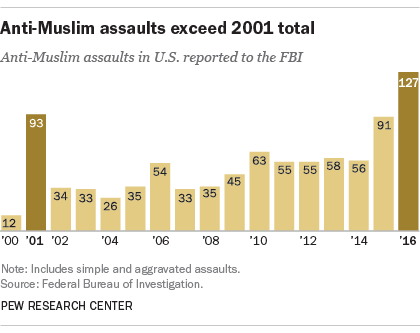 Anti-Muslim assaults exceed 2001 total
Anti-Muslim assaults in U.S. reported to the FBI
12 93 34 33 26 35 54 33 35 45 63 55 55 58 56 91 127
'00 '01 '02 '04 '06 '08 '10 '12 '14 '16
Note: Includes simple and aggravated assaults.
Source: Federal Bureau of Investigation.
PEW RESEARCH CENTER